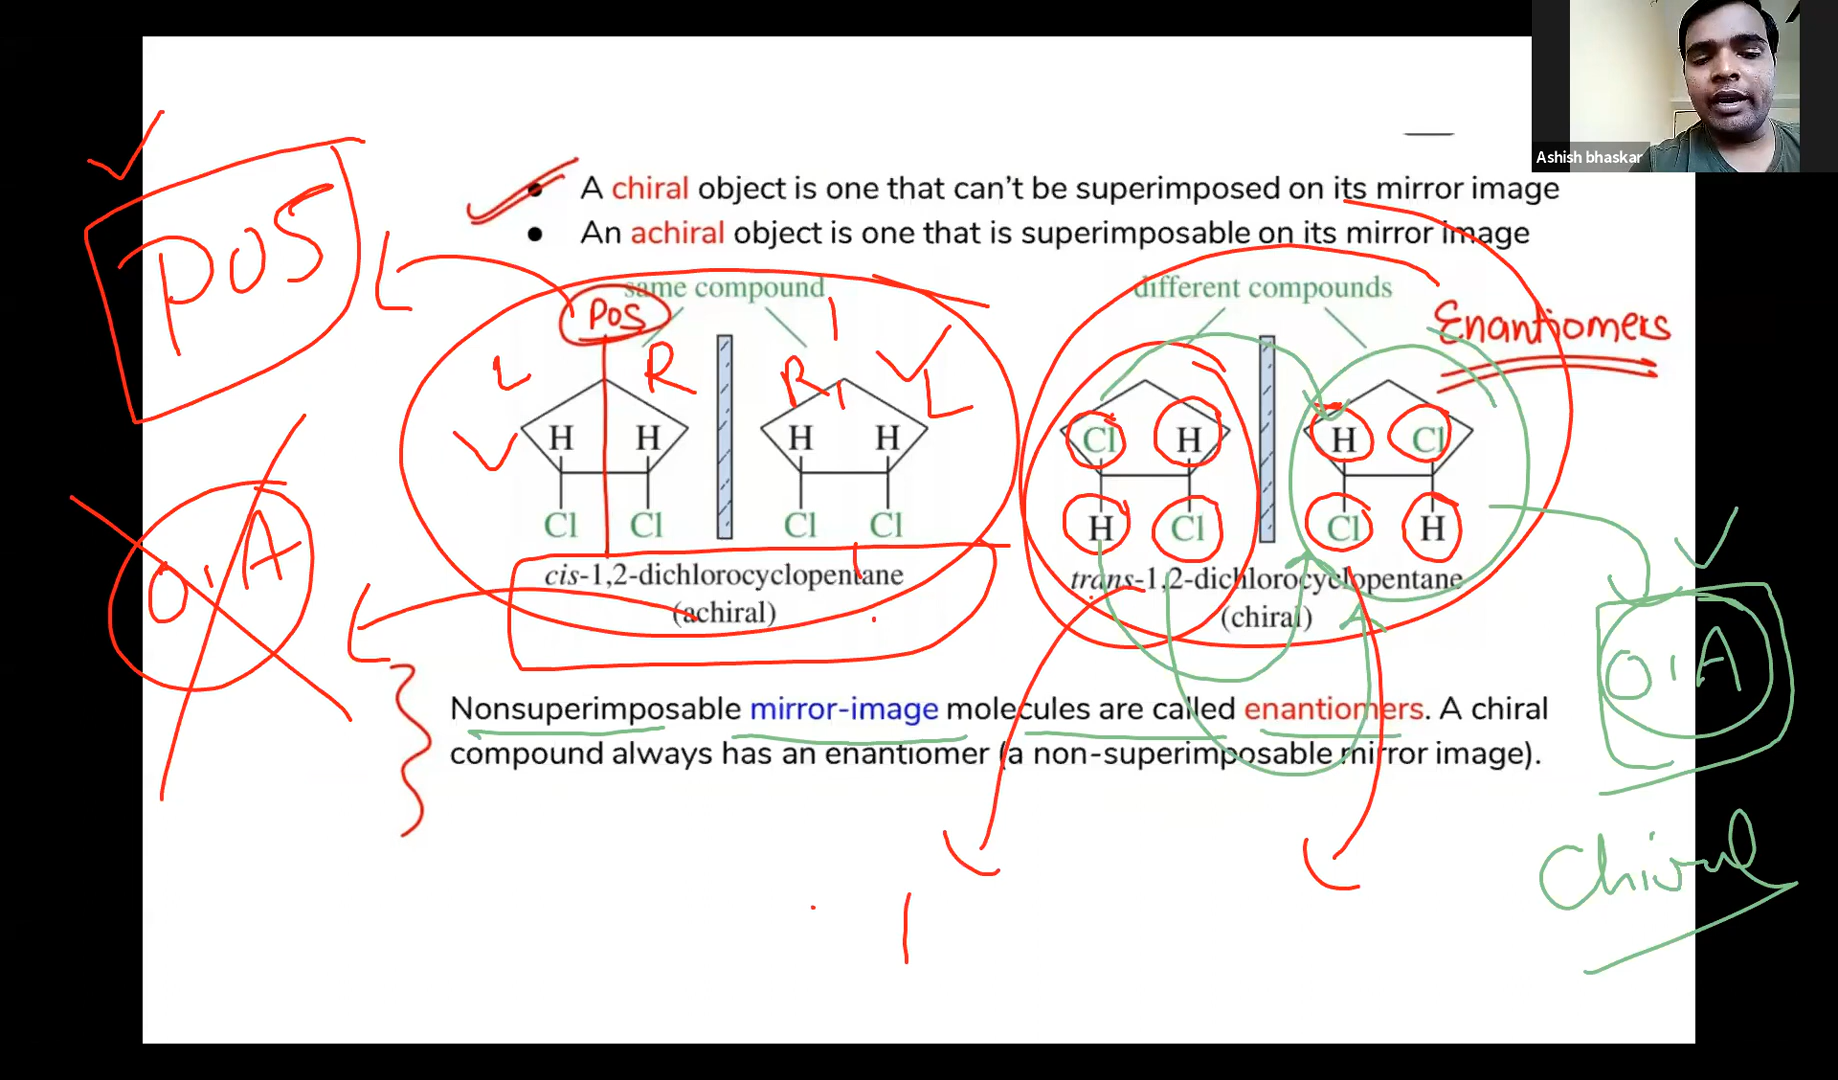 Ashish bhaskar
POS
• A chiral object is one that can't be superimposed on its mirror image
• An achiral object is one that is superimposable on its mirror image
same compound
different compounds
POS
Enantiomers
L R R L
H H H H Cl H H Cl
Cl Cl Cl Cl H Cl Cl H
O.A
cis-1,2-dichlorocyclopentane
(achiral)
trans-1,2-dichlorocyclopentane
(chiral)
O.A
Nonsuperimposable mirror-image molecules are called enantiomers. A chiral
compound always has an enantiomer (a non-superimposable mirror image).
Chiral